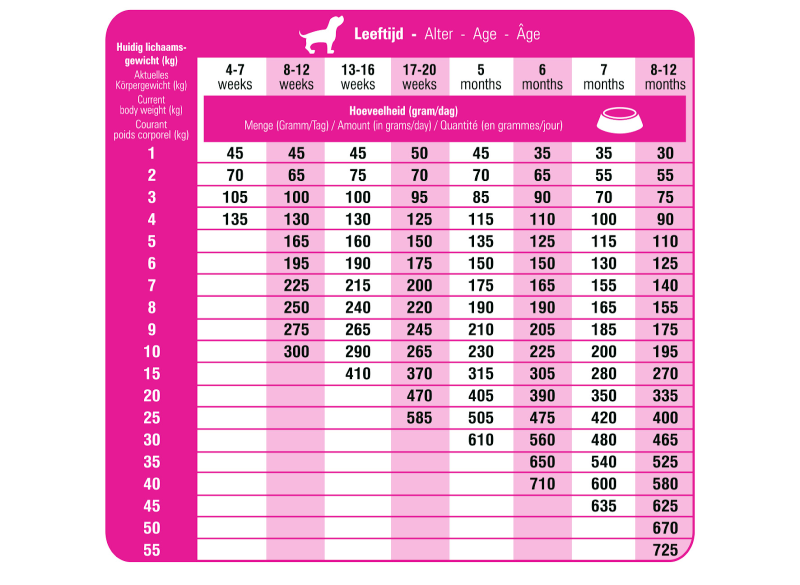 Leeftijd - Alter - Age - Âge
Huidig lichaams-
gewicht (kg)
Aktuelles
Körpergewicht (kg)
Current
body weight (kg)
Courant
poids corporel (kg)
4-7 weeks 8-12 weeks 13-16 weeks 17-20 weeks 5 months 6 months 7 months 8-12 months
Hoeveelheid (gram/dag)
Menge (Gramm/Tag) / Amount (in grams/day) / Quantité (en grammes/jour)
1 45 45 45 50 45 35 35 30
2 70 65 75 70 70 65 55 55
3 105 100 100 95 85 90 70 75
4 135 130 130 125 115 110 100 90
5 165 160 150 135 125 115 110
6 195 190 175 150 150 130 125
7 225 215 200 175 165 155 140
8 250 240 220 190 190 165 155
9 275 265 245 210 205 185 175
10 300 290 265 230 225 200 195
15 410 370 315 305 280 270
20 470 405 390 350 335
25 585 505 475 420 400
30 610 560 480 465
35 650 540 525
40 710 600 580
45 635 625
50 670
55 725